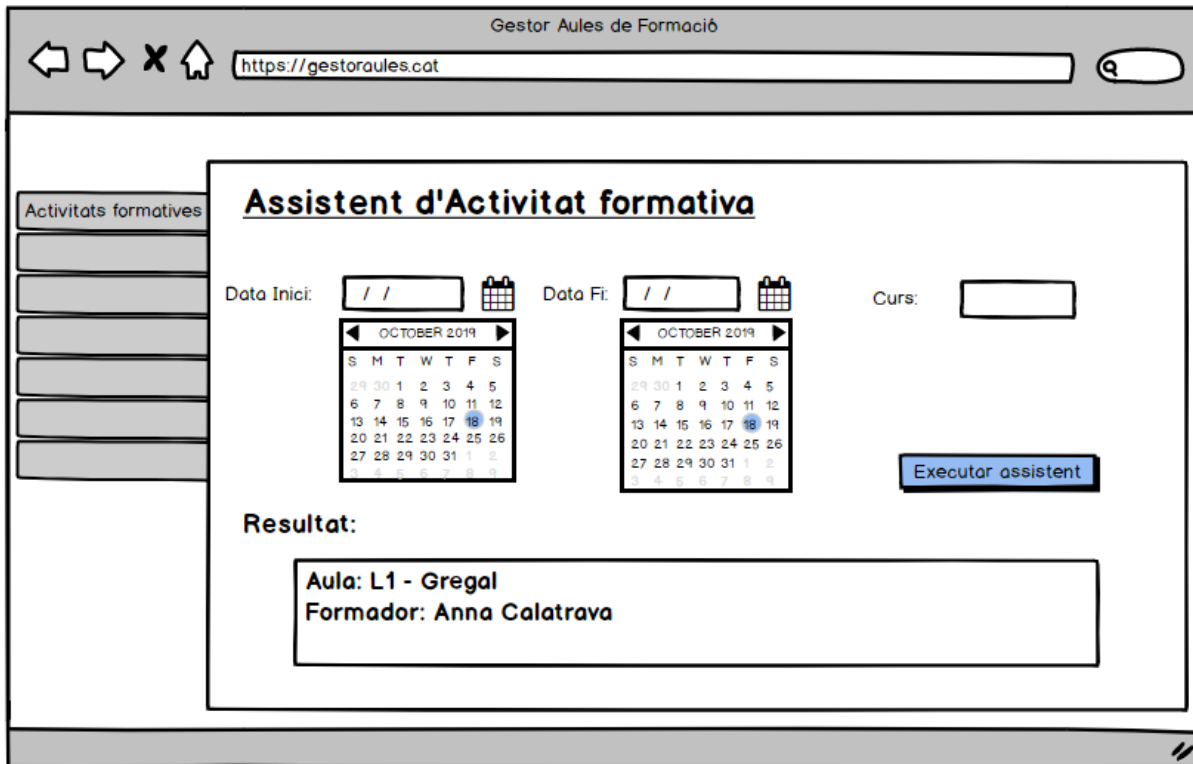 Gestor Aules de Formació
https://gestoraules.cat
Activitats formatives
Assistent d'Activitat formativa
Data Inici: / /
Data Fi: / /
Curs:
OCTOBER 2019
S M T W T F S
29 30 1 2 3 4 5
6 7 8 9 10 11 12
13 14 15 16 17 18 19
20 21 22 23 24 25 26
27 28 29 30 31 1 2
3 4 5 6 7 8 9
OCTOBER 2019
S M T W T F S
29 30 1 2 3 4 5
6 7 8 9 10 11 12
13 14 15 16 17 18 19
20 21 22 23 24 25 26
27 28 29 30 31 1 2
3 4 5 6 7 8 9
Executar assistent
Resultat:
Aula: L1 - Gregal
Formador: Anna Calatrava